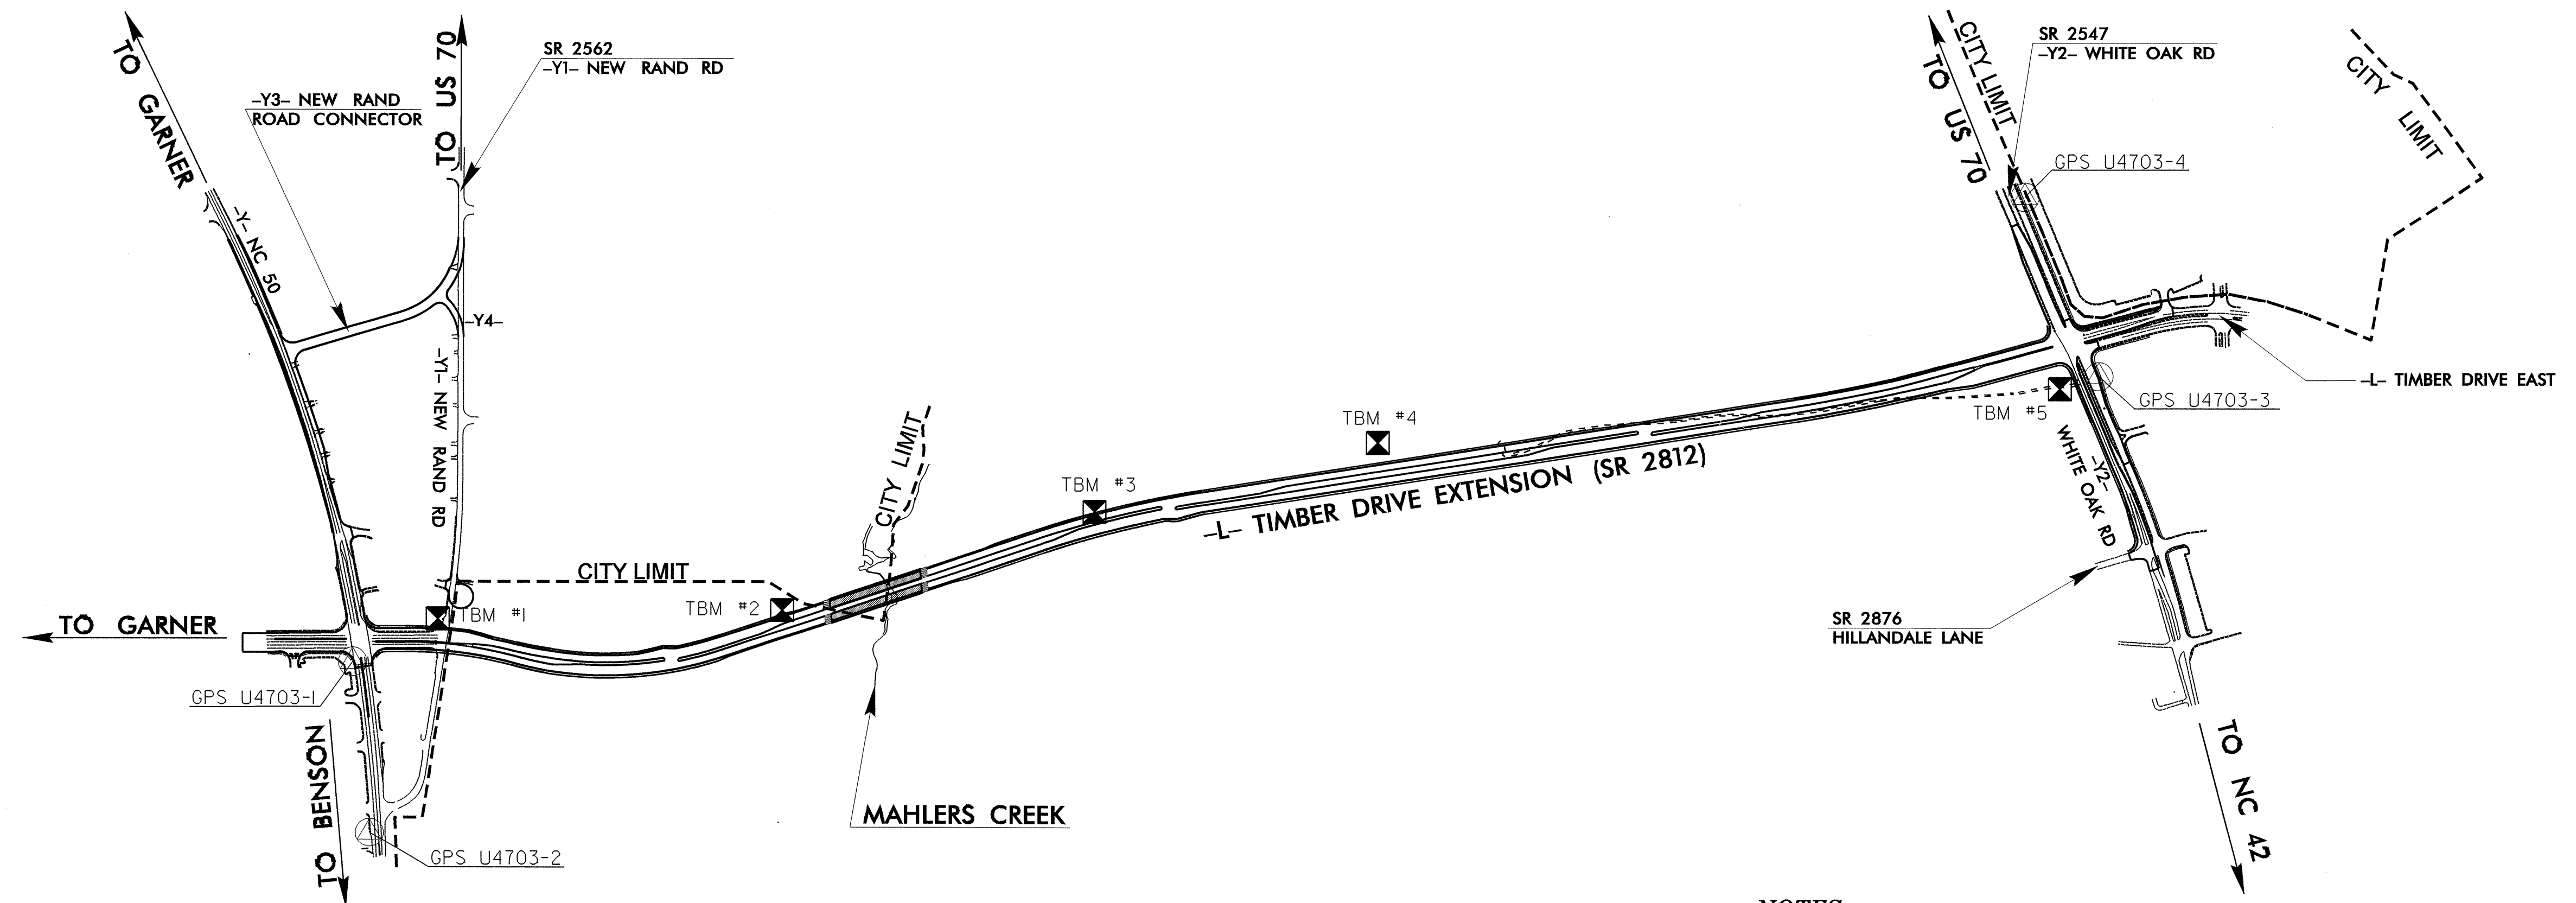 TO GARNER
-Y3- NEW RAND
ROAD CONNECTOR
TO US 70
SR 2562
-Y1- NEW RAND RD
-Y- NC 50
-Y4-
-Y1- NEW RAND RD
CITY LIMIT
TBM #1
TBM #2
TO GARNER
GPS U4703-1
TO BENSON
GPS U4703-2
CITY LIMIT
MAHLERS CREEK
TBM #3
TBM #4
-L- TIMBER DRIVE EXTENSION (SR 2812)
TO US 70
CITY LIMIT
SR 2547
-Y2- WHITE OAK RD
GPS U4703-4
CITY
LIMIT
-L- TIMBER DRIVE EAST
GPS U4703-3
TBM #5
-Y2-
WHITE OAK RD
SR 2876
HILLANDALE LANE
TO NC 42
NOTES